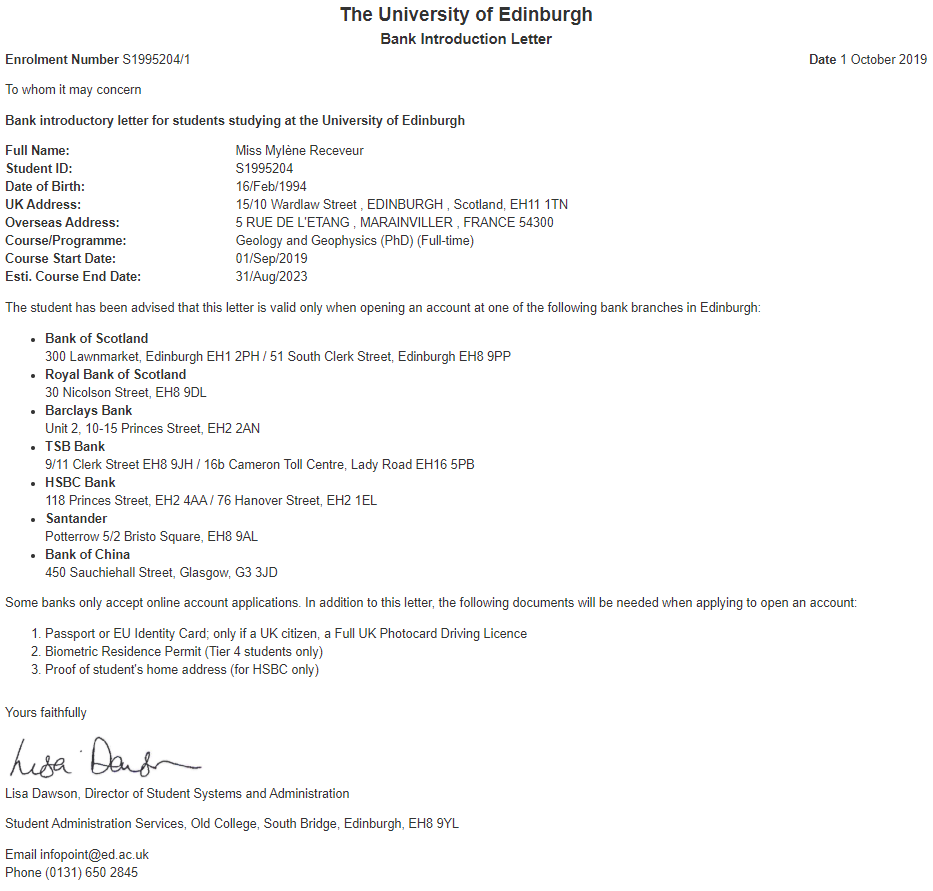 The University of Edinburgh
Bank Introduction Letter
Enrolment Number S1995204/1 Date 1 October 2019
To whom it may concern
Bank introductory letter for students studying at the University of Edinburgh
Full Name: Miss Mylène Receveur
Student ID: S1995204
Date of Birth: 16/Feb/1994
UK Address: 15/10 Wardlaw Street , EDINBURGH , Scotland, EH11 1TN
Overseas Address: 5 RUE DE L'ETANG , MARAINVILLER , FRANCE 54300
Course/Programme: Geology and Geophysics (PhD) (Full-time)
Course Start Date: 01/Sep/2019
Esti. Course End Date: 31/Aug/2023
The student has been advised that this letter is valid only when opening an account at one of the following bank branches in Edinburgh:
• Bank of Scotland
300 Lawnmarket, Edinburgh EH1 2PH / 51 South Clerk Street, Edinburgh EH8 9PP
• Royal Bank of Scotland
30 Nicolson Street, EH8 9DL
• Barclays Bank
Unit 2, 10-15 Princes Street, EH2 2AN
• TSB Bank
9/11 Clerk Street EH8 9JH / 16b Cameron Toll Centre, Lady Road EH16 5PB
• HSBC Bank
118 Princes Street, EH2 4AA / 76 Hanover Street, EH2 1EL
• Santander
Potterrow 5/2 Bristo Square, EH8 9AL
• Bank of China
450 Sauchiehall Street, Glasgow, G3 3JD
Some banks only accept online account applications. In addition to this letter, the following documents will be needed when applying to open an account:
1. Passport or EU Identity Card; only if a UK citizen, a Full UK Photocard Driving Licence
2. Biometric Residence Permit (Tier 4 students only)
3. Proof of student's home address (for HSBC only)
Yours faithfully
Lisa Dawson
Lisa Dawson, Director of Student Systems and Administration
Student Administration Services, Old College, South Bridge, Edinburgh, EH8 9YL
Email infopoint@ed.ac.uk
Phone (0131) 650 2845